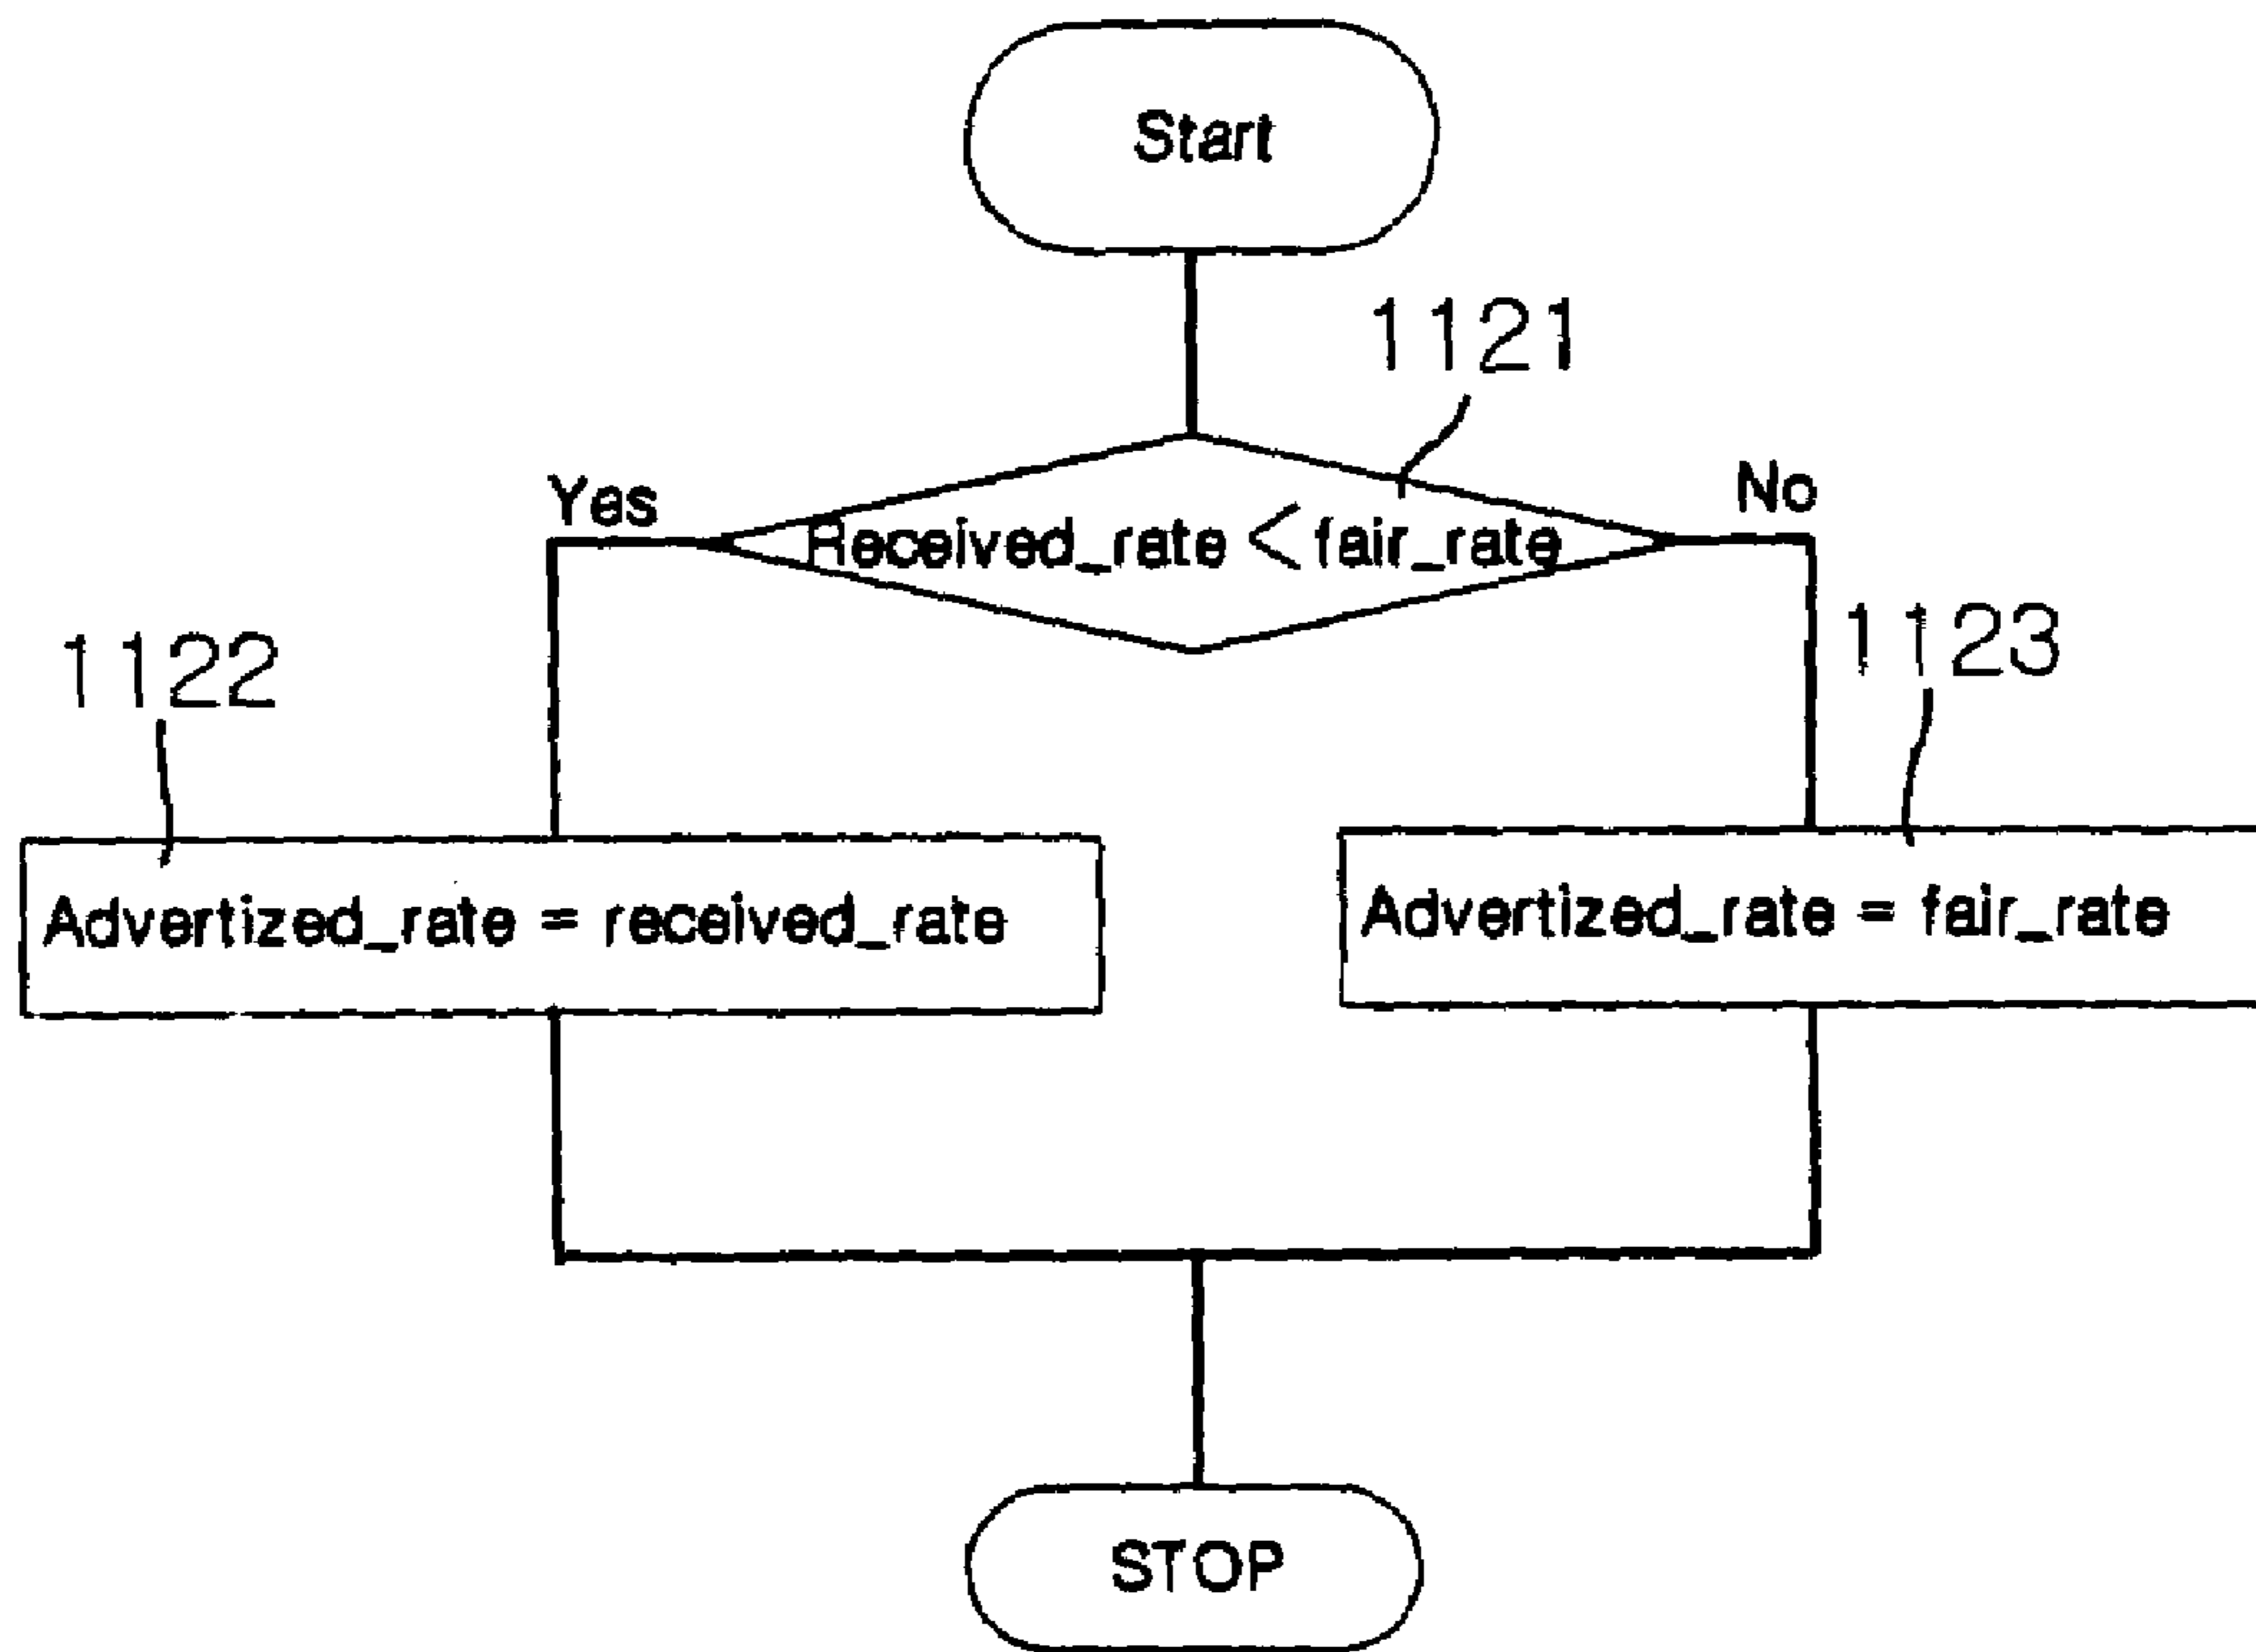 Start
1121
Yes
No
Received_rate < fair_rate
1122
1123
Advertized_rate = received_rate
Advertized_rate = fair_rate
STOP